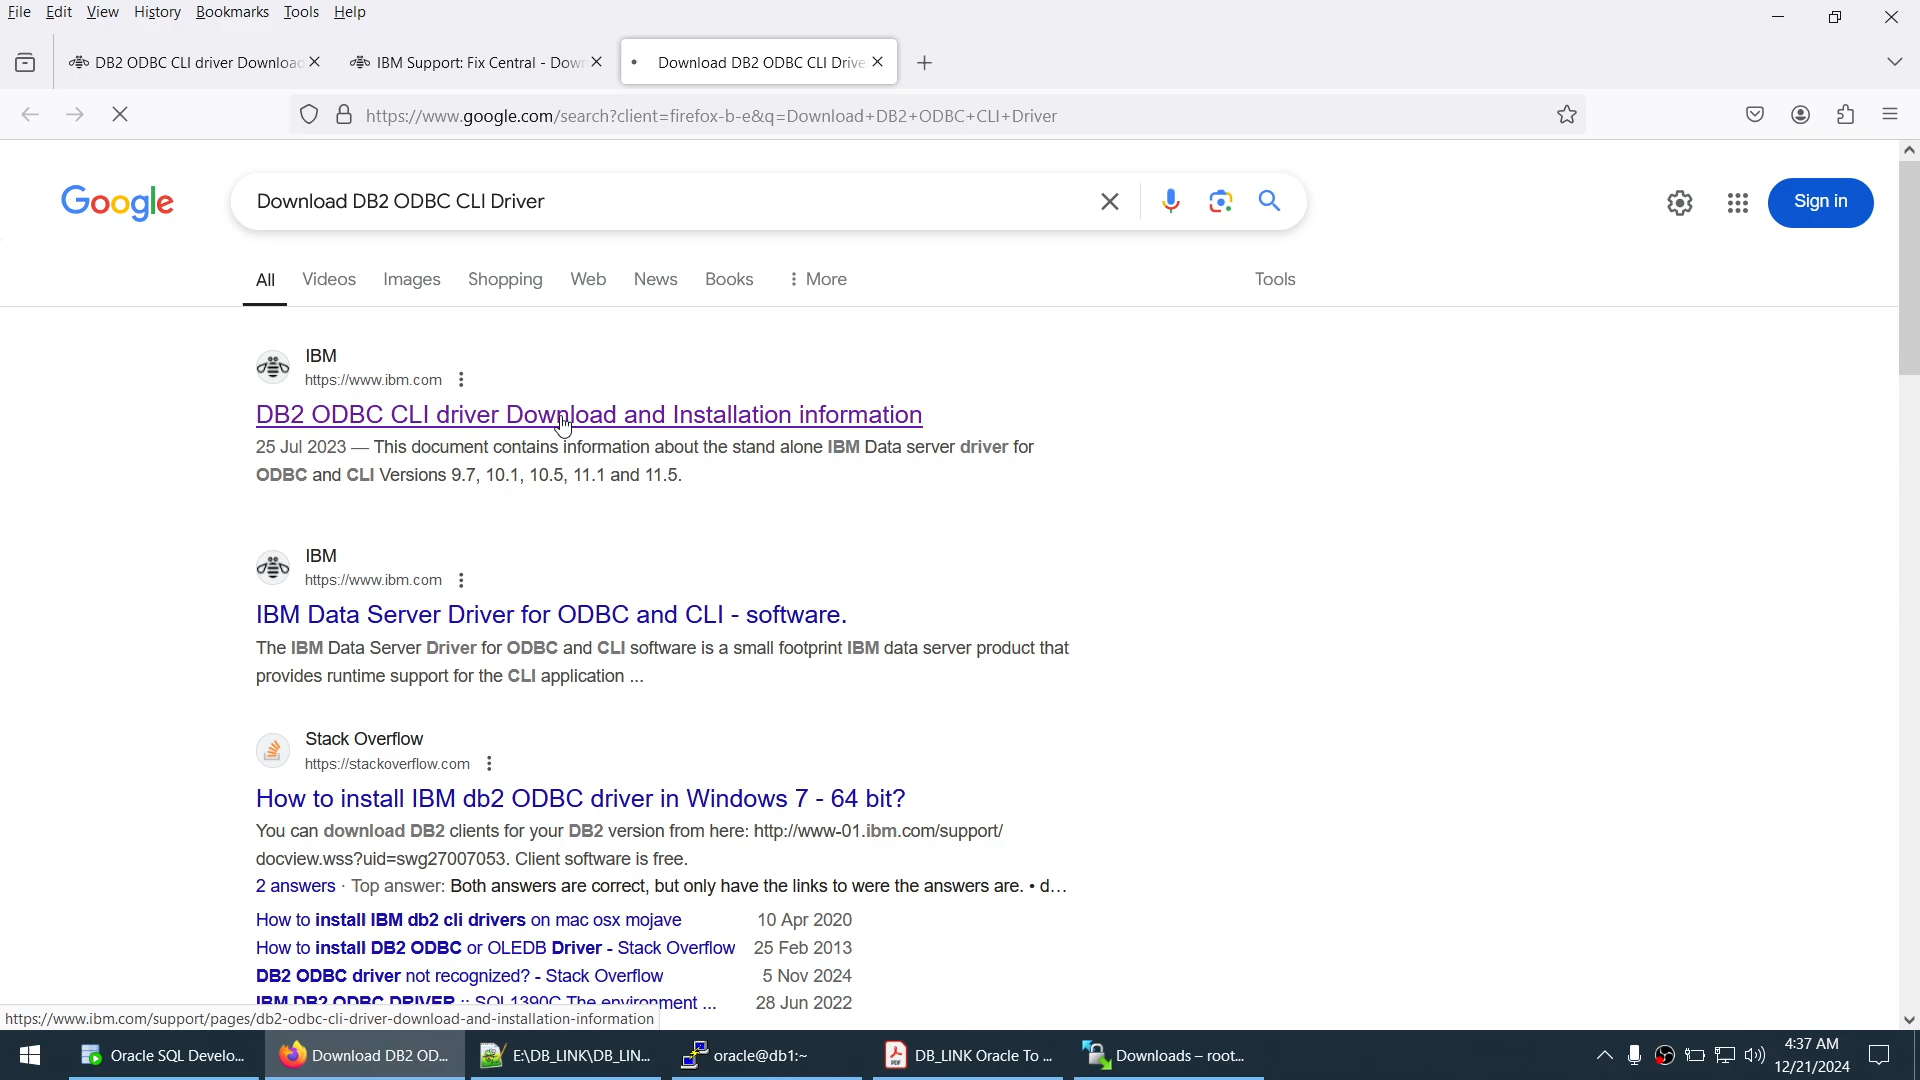 File Edit View History Bookmarks Tools Help
DB2 ODBC CLI driver Download
IBM Support: Fix Central - Down
Download DB2 ODBC CLI Drive
https://www.google.com/search?client=firefox-b-e&q=Download+DB2+ODBC+CLI+Driver
Google
Download DB2 ODBC CLI Driver
Sign in
All Videos Images Shopping Web News Books More Tools
IBM
https://www.ibm.com
DB2 ODBC CLI driver Download and Installation information
25 Jul 2023 — This document contains information about the stand alone IBM Data server driver for
ODBC and CLI Versions 9.7, 10.1, 10.5, 11.1 and 11.5.
IBM
https://www.ibm.com
IBM Data Server Driver for ODBC and CLI - software.
The IBM Data Server Driver for ODBC and CLI software is a small footprint IBM data server product that
provides runtime support for the CLI application ...
Stack Overflow
https://stackoverflow.com
How to install IBM db2 ODBC driver in Windows 7 - 64 bit?
You can download DB2 clients for your DB2 version from here: http://www-01.ibm.com/support/
docview.wss?uid=swg27007053. Client software is free.
2 answers · Top answer: Both answers are correct, but only have the links to were the answers are. • d...
How to install IBM db2 cli drivers on mac osx mojave 10 Apr 2020
How to install DB2 ODBC or OLEDB Driver - Stack Overflow 25 Feb 2013
DB2 ODBC driver not recognized? - Stack Overflow 5 Nov 2024
IBM DB2 ODBC DRIVER :: SQL1390C The environment ... 28 Jun 2022
https://www.ibm.com/support/pages/db2-odbc-cli-driver-download-and-installation-information
Oracle SQL Develo...
Download DB2 OD...
E:\DB_LINK\DB_LIN...
oracle@db1:~
DB_LINK Oracle To ...
Downloads – root...
4:37 AM
12/21/2024